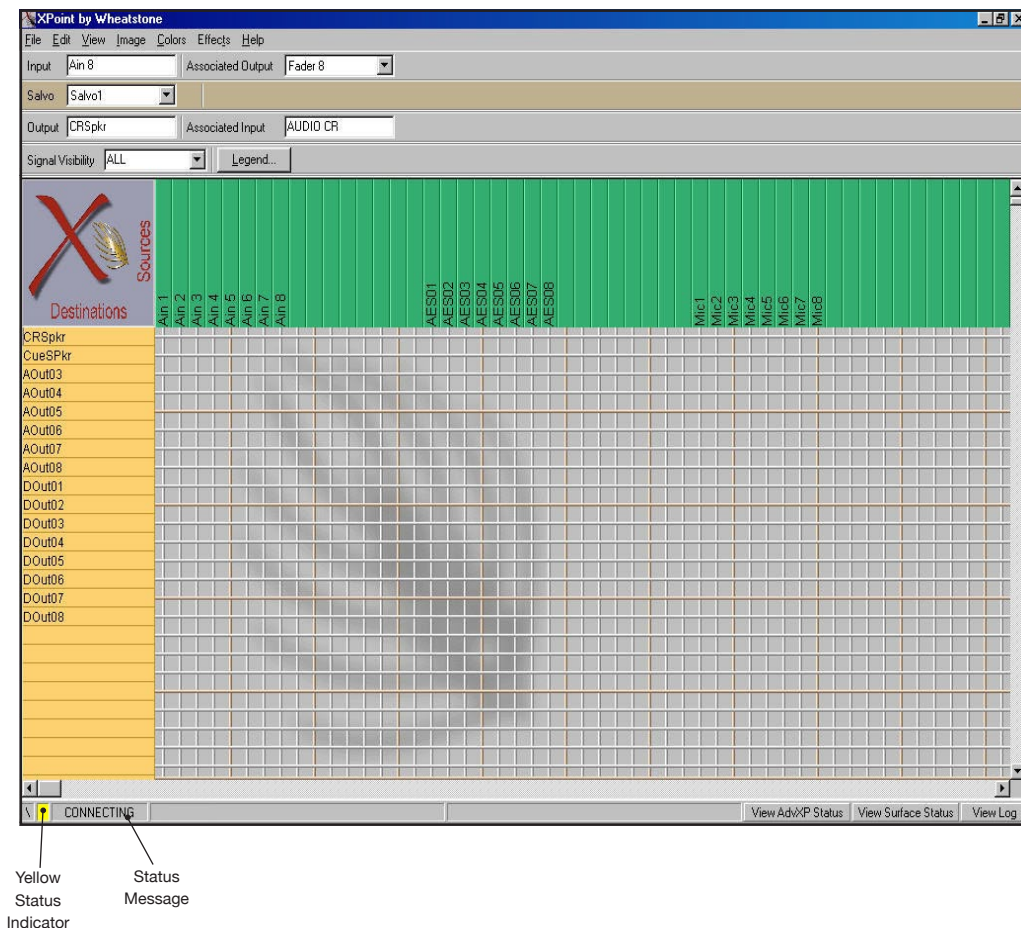 XPoint by Wheatstone
File Edit View Image Colors Effects Help
Input Ain 8 Associated Output Fader 8
Salvo Salvo1
Output CRSpkr Associated Input AUDIO CR
Signal Visibility ALL Legend...
X
Sources
Destinations
Ain 1
Ain 2
Ain 3
Ain 4
Ain 5
Ain 6
Ain 7
Ain 8
AES01
AES02
AES03
AES04
AES05
AES06
AES07
AES08
Mic1
Mic2
Mic3
Mic4
Mic5
Mic6
Mic7
Mic8
CRSpkr
CueSPkr
AOut03
AOut04
AOut05
AOut06
AOut07
AOut08
DOut01
DOut02
DOut03
DOut04
DOut05
DOut06
DOut07
DOut08
\ CONNECTING View AdvXP Status View Surface Status View Log
Yellow
Status
Indicator
Status
Message